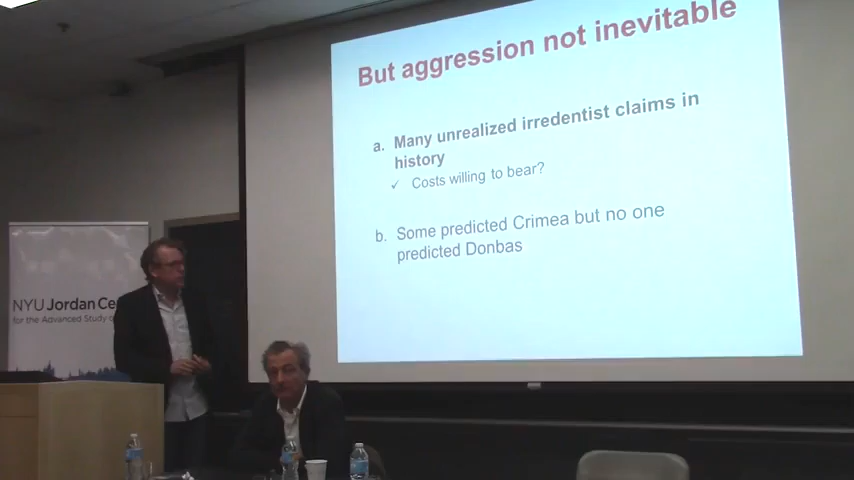 But aggression not inevitable
a. Many unrealized irredentist claims in
history
✓ Costs willing to bear?
b. Some predicted Crimea but no one
predicted Donbas
NYU Jordan Ce
for the Advanced Study o